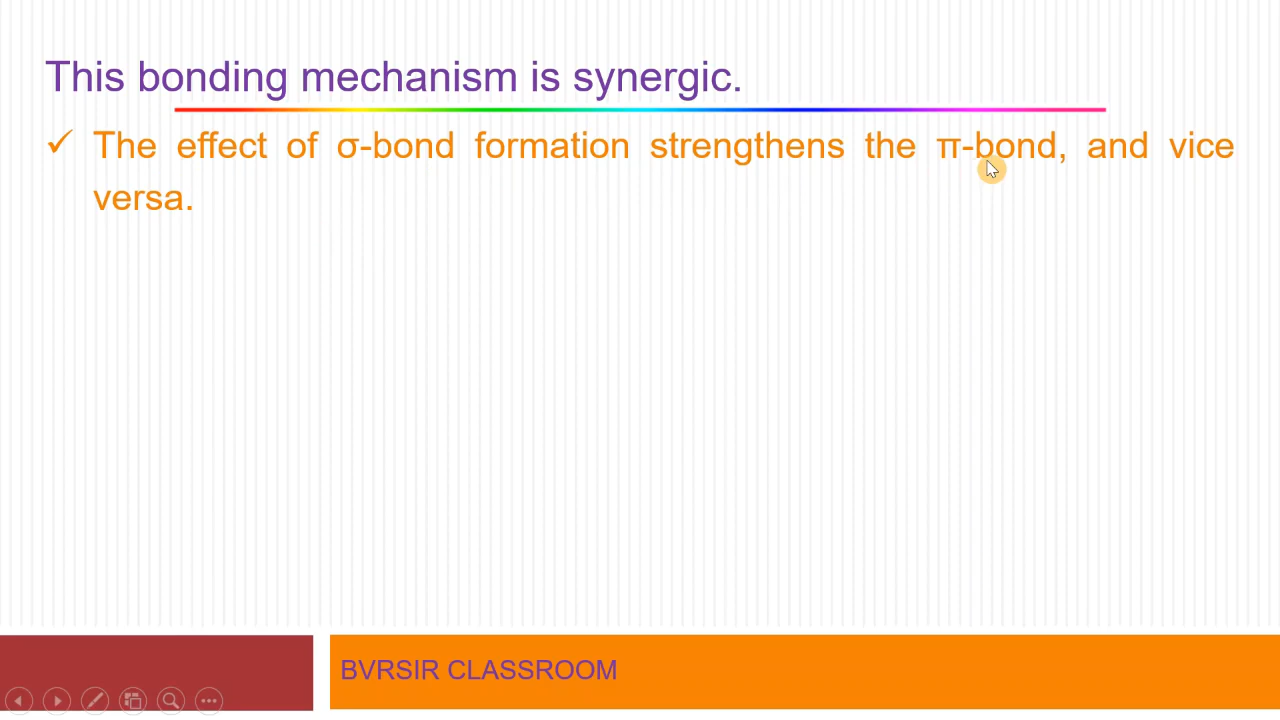 This bonding mechanism is synergic.
✓ The effect of σ-bond formation strengthens the π-bond, and vice
versa.
BVRSIR CLASSROOM